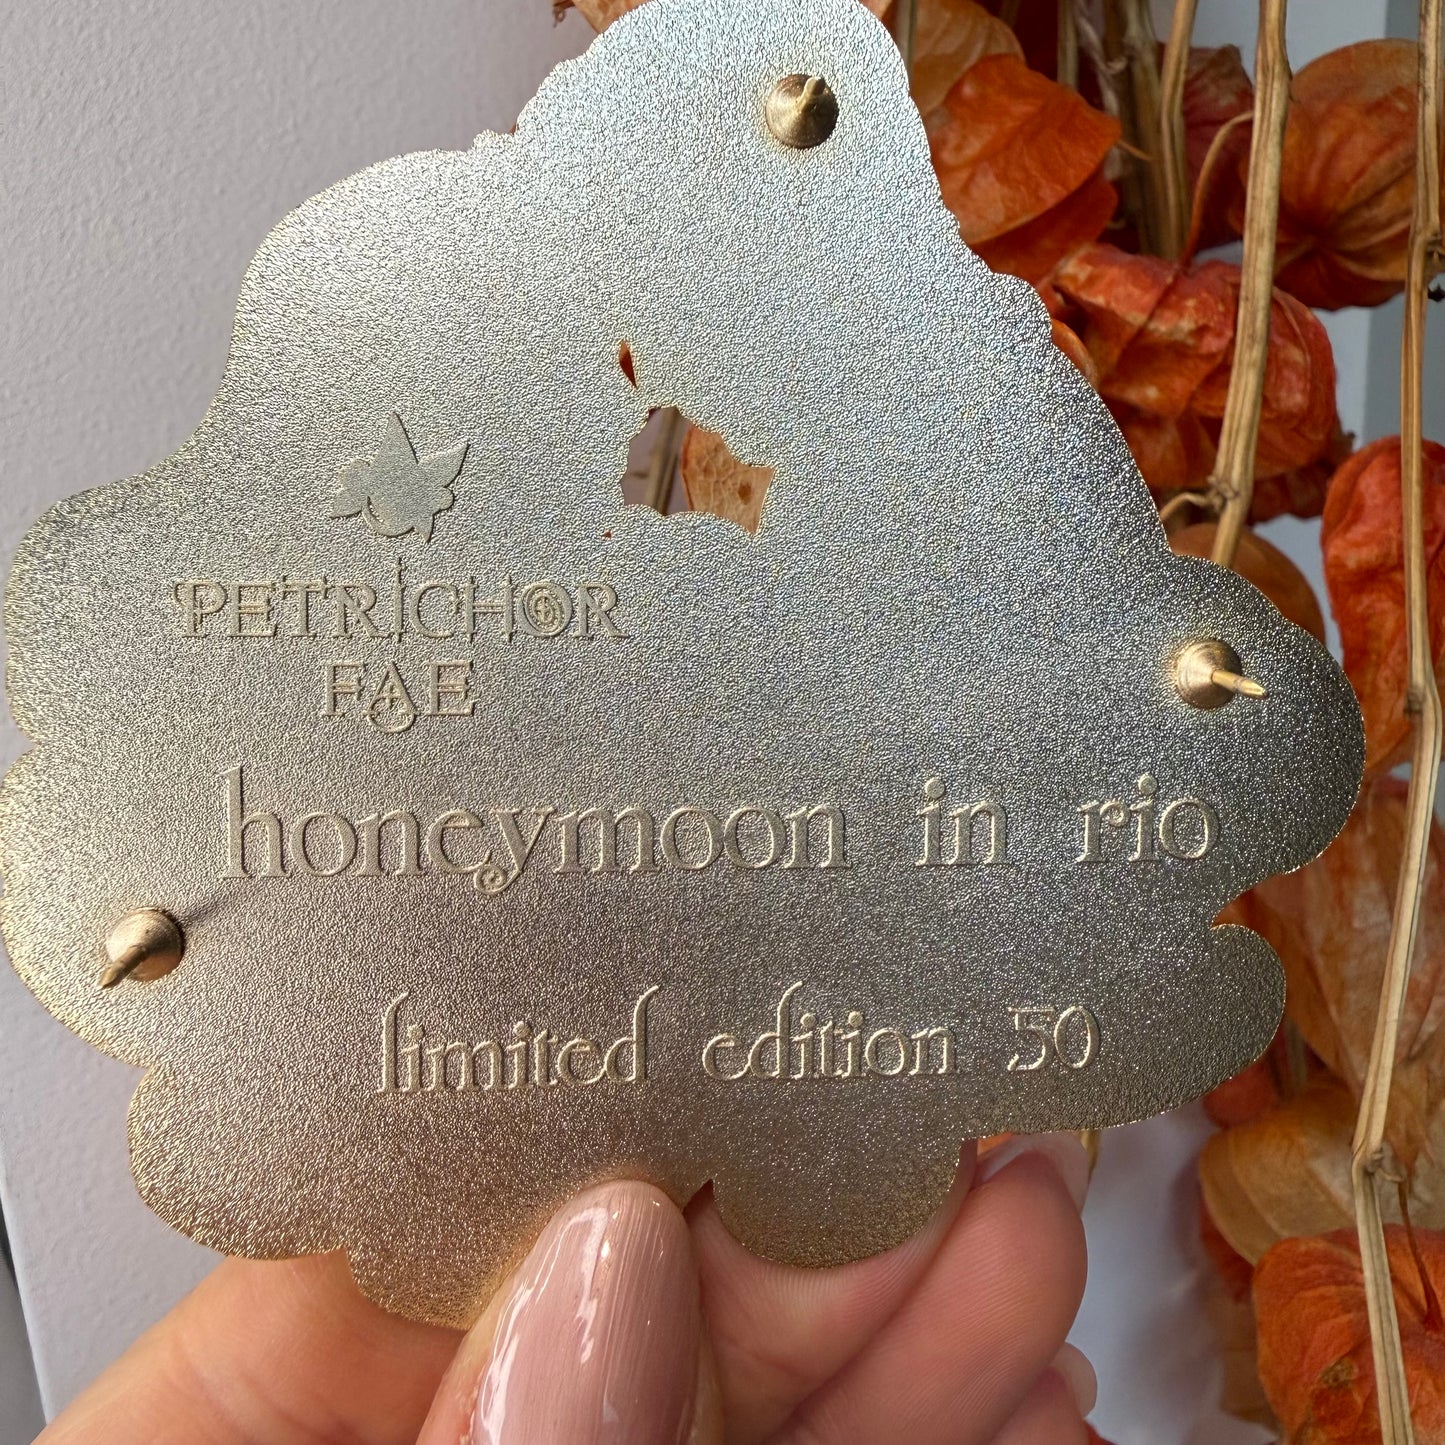 PETRICHOR
FAE
honeymoon in rio
limited edition 50